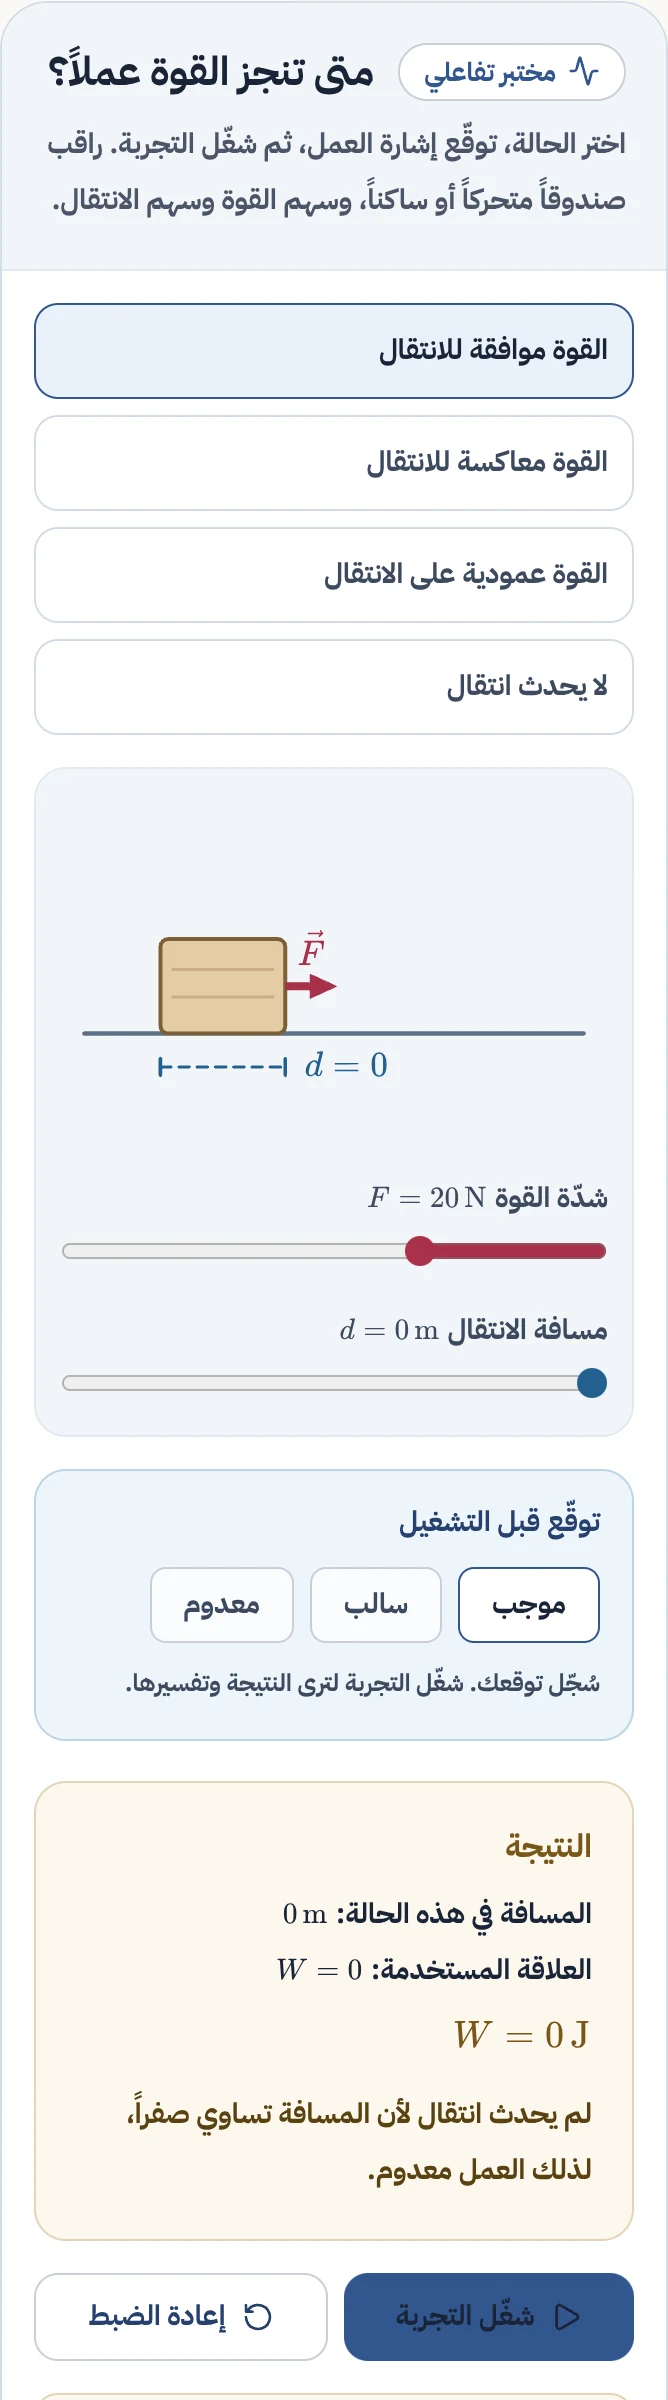 مختبر تفاعلي
متى تنجز القوة عملاً؟
اختر الحالة، توقّع إشارة العمل، ثم شغّل التجربة. راقب
صندوقاً متحركاً أو ساكناً، وسهم القوة وسهم الانتقال.
القوة موافقة للانتقال
القوة معاكسة للانتقال
القوة عمودية على الانتقال
لا يحدث انتقال
F⃗
d = 0
شدّة القوة F = 20 N
مسافة الانتقال d = 0 m
توقّع قبل التشغيل
موجب
سالب
معدوم
سُجّل توقعك. شغّل التجربة لترى النتيجة وتفسيرها.
النتيجة
المسافة في هذه الحالة: 0 m
العلاقة المستخدمة: W = 0
W = 0 J
لم يحدث انتقال لأن المسافة تساوي صفراً،
لذلك العمل معدوم.
شغّل التجربة
إعادة الضبط